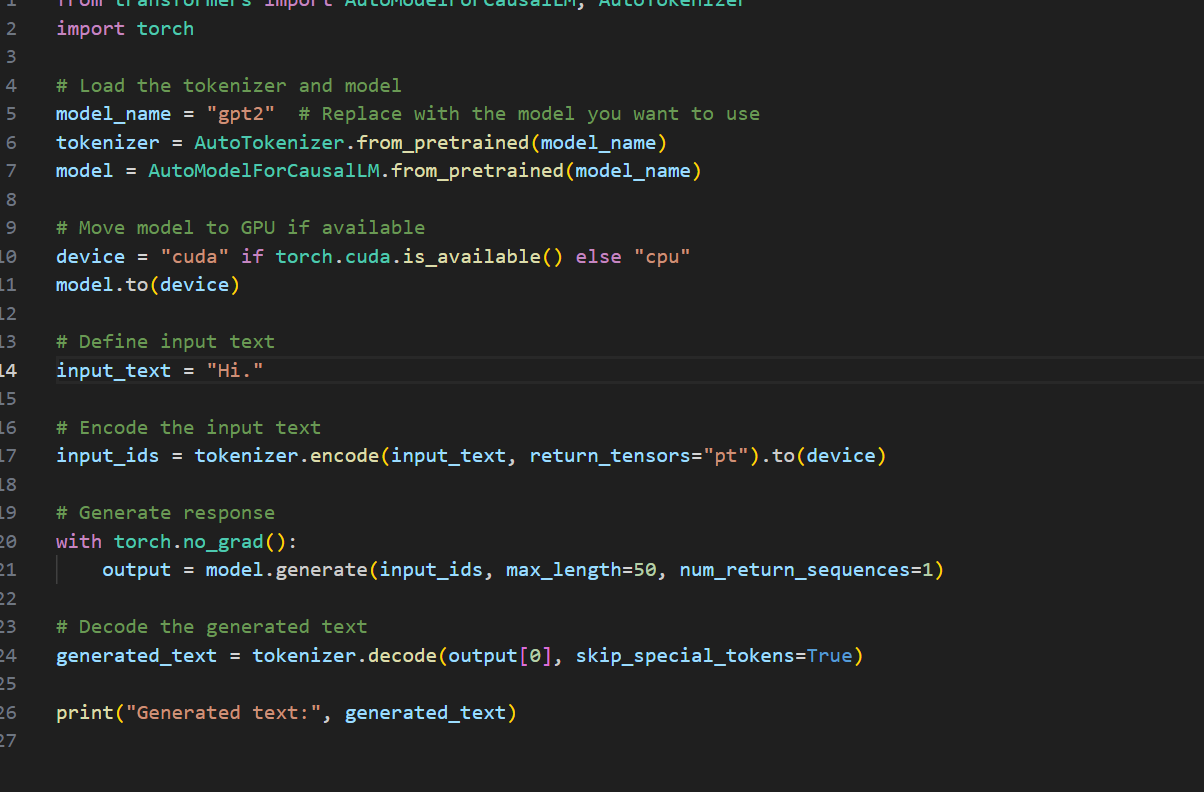 1 from transformers import AutoModelForCausalLM, AutoTokenizer
2 import torch
3
4 # Load the tokenizer and model
5 model_name = "gpt2"  # Replace with the model you want to use
6 tokenizer = AutoTokenizer.from_pretrained(model_name)
7 model = AutoModelForCausalLM.from_pretrained(model_name)
8
9 # Move model to GPU if available
10 device = "cuda" if torch.cuda.is_available() else "cpu"
11 model.to(device)
12
13 # Define input text
14 input_text = "Hi."
15
16 # Encode the input text
17 input_ids = tokenizer.encode(input_text, return_tensors="pt").to(device)
18
19 # Generate response
20 with torch.no_grad():
21     output = model.generate(input_ids, max_length=50, num_return_sequences=1)
22
23 # Decode the generated text
24 generated_text = tokenizer.decode(output[0], skip_special_tokens=True)
25
26 print("Generated text:", generated_text)
27